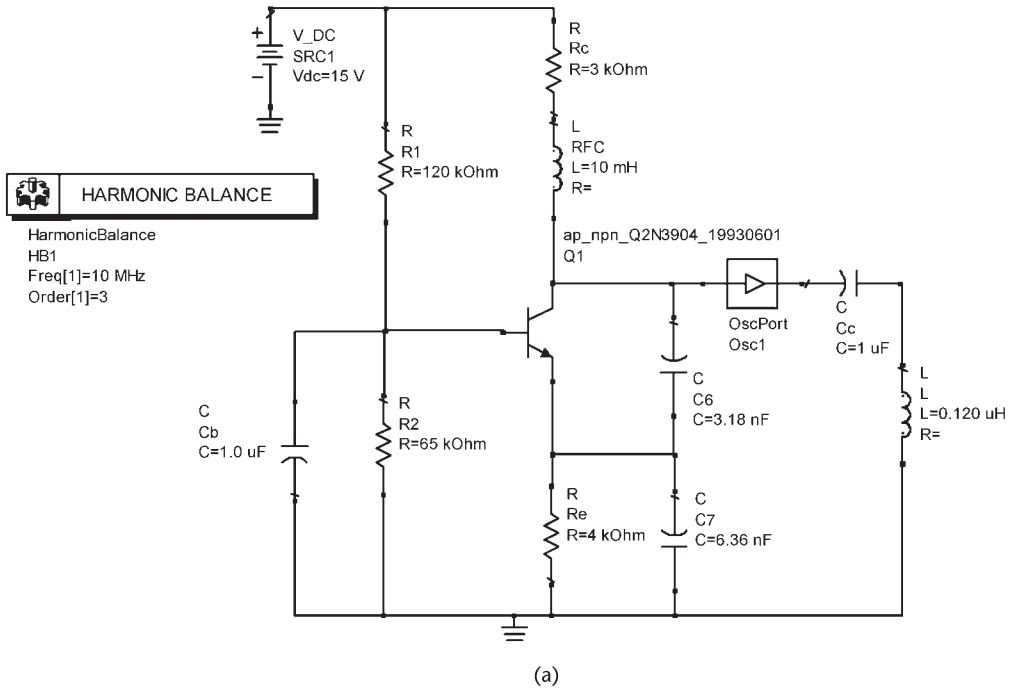 +
−
V_DC
SRC1
Vdc=15 V
R
Rc
R=3 kOhm
L
RFC
L=10 mH
R=
R
R1
R=120 kOhm
HARMONIC BALANCE
HarmonicBalance
HB1
Freq[1]=10 MHz
Order[1]=3
ap_npn_Q2N3904_19930601
Q1
OscPort
Osc1
C
Cc
C=1 uF
L
L
L=0.120 uH
R=
C
C6
C=3.18 nF
C
Cb
C=1.0 uF
R
R2
R=65 kOhm
R
Re
R=4 kOhm
C
C7
C=6.36 nF
(a)